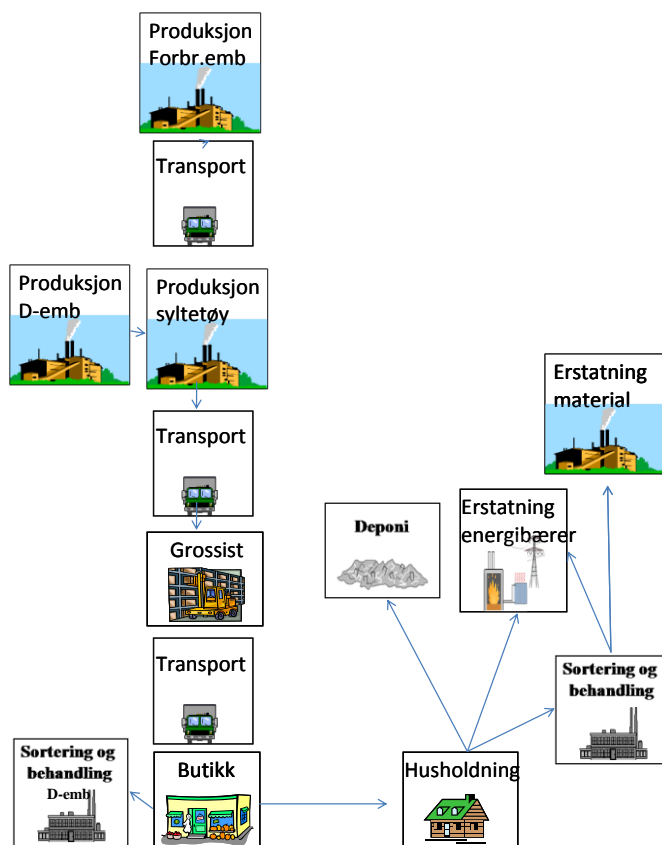 Produksjon
Forbr.emb
Transport
Produksjon
D-emb
Produksjon
syltetøy
Transport
Grossist
Transport
Butikk
Sortering og
behandling
D-emb
Husholdning
Deponi
Erstatning
energibærer
Erstatning
material
Sortering og
behandling